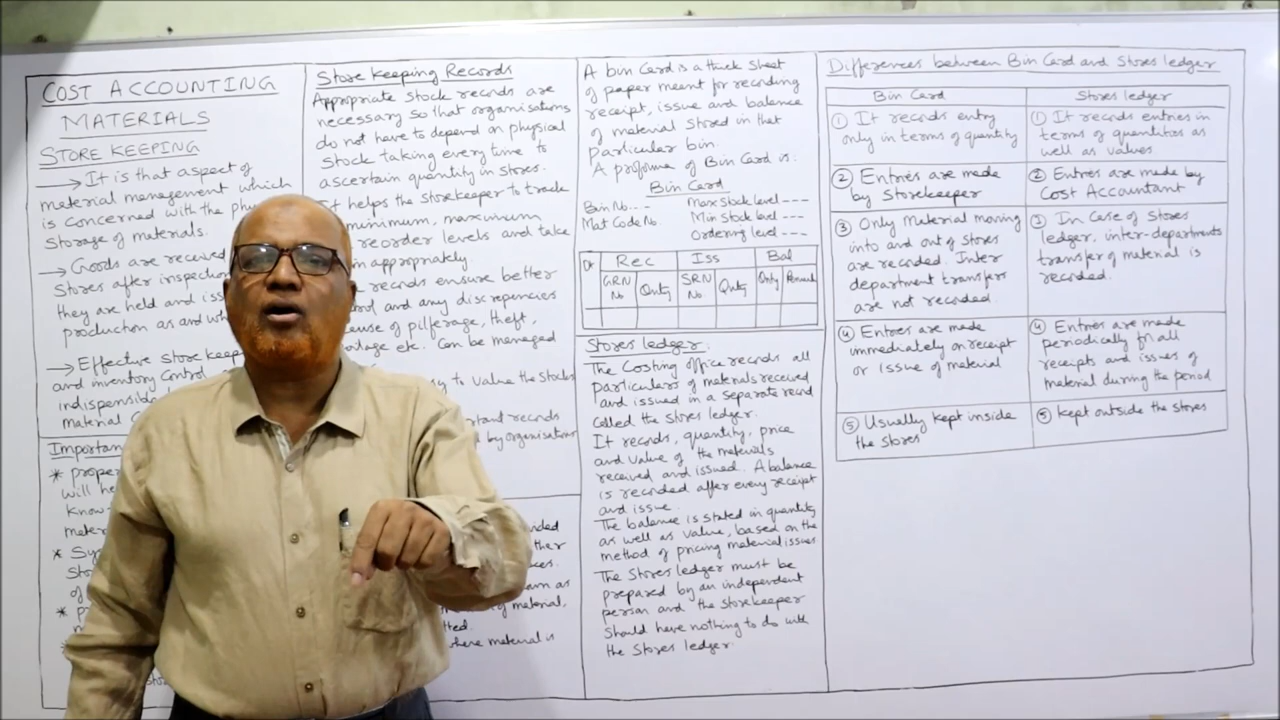 COST ACCOUNTING
MATERIALS
STORE KEEPING
→ It is that aspect of
material management which
is concerned with the
storage of materials.
→ Goods are received
stores after inspection
they are held and
production as and
→ Effective store
and inventory control
indispensible
material
* 
will
know
* 
of
*
Store keeping Records
Appropriate stock records are
necessary so that organisations
do not have to depend on physical
stock taking every time to
ascertain quantity in stores.
It helps the storekeeper to track
minimum, maximum
reorder levels and take
appropriately
records ensure better
and any discrepencies
of pilferage, theft,
etc. Can be managed
to value the stocks
records
by organisations
as
of material,
where material is
A bin card is a thick sheet
of paper meant for recording
receipt, issue and balance
of material stored in that
particular bin
A proforma of Bin Card is.
Bin Card
Bin No. -- Max stock level ---
Mat Code No. Min stock level ---
Ordering level ---
Rec Iss Bal
GRN No. Qnty SRN No. Qnty Qnty
Stores ledger:
The Costing office records all
particulars of materials received
and issued in a separate record
called the stores ledger.
It records, quantity, price
and value of the materials
received and issued. A balance
is recorded after every receipt
and issue.
The balance is stated in quantity
as well as value, based on the
method of pricing material issues
The Stores ledger must be
prepared by an independent
person and the storekeeper
should have nothing to do with
the stores ledger.
Differences between Bin Card and Stores ledger
Bin Card Stores ledger
① It records entry
only in terms of quantity
① It records entries in
terms of quantities as
well as values.
② Entries are made
by storekeeper
② Entries are made by
Cost Accountant
③ Only material moving
into and out of stores
are recorded. Inter
department transfers
are not recorded.
③ In case of stores
ledger, inter-departments
transfer of material is
recorded.
④ Entries are made
immediately on receipt
or issue of material
④ Entries are made
periodically for all
receipts and issues of
material during the period
⑤ Usually kept inside
the stores
⑤ kept outside the stores